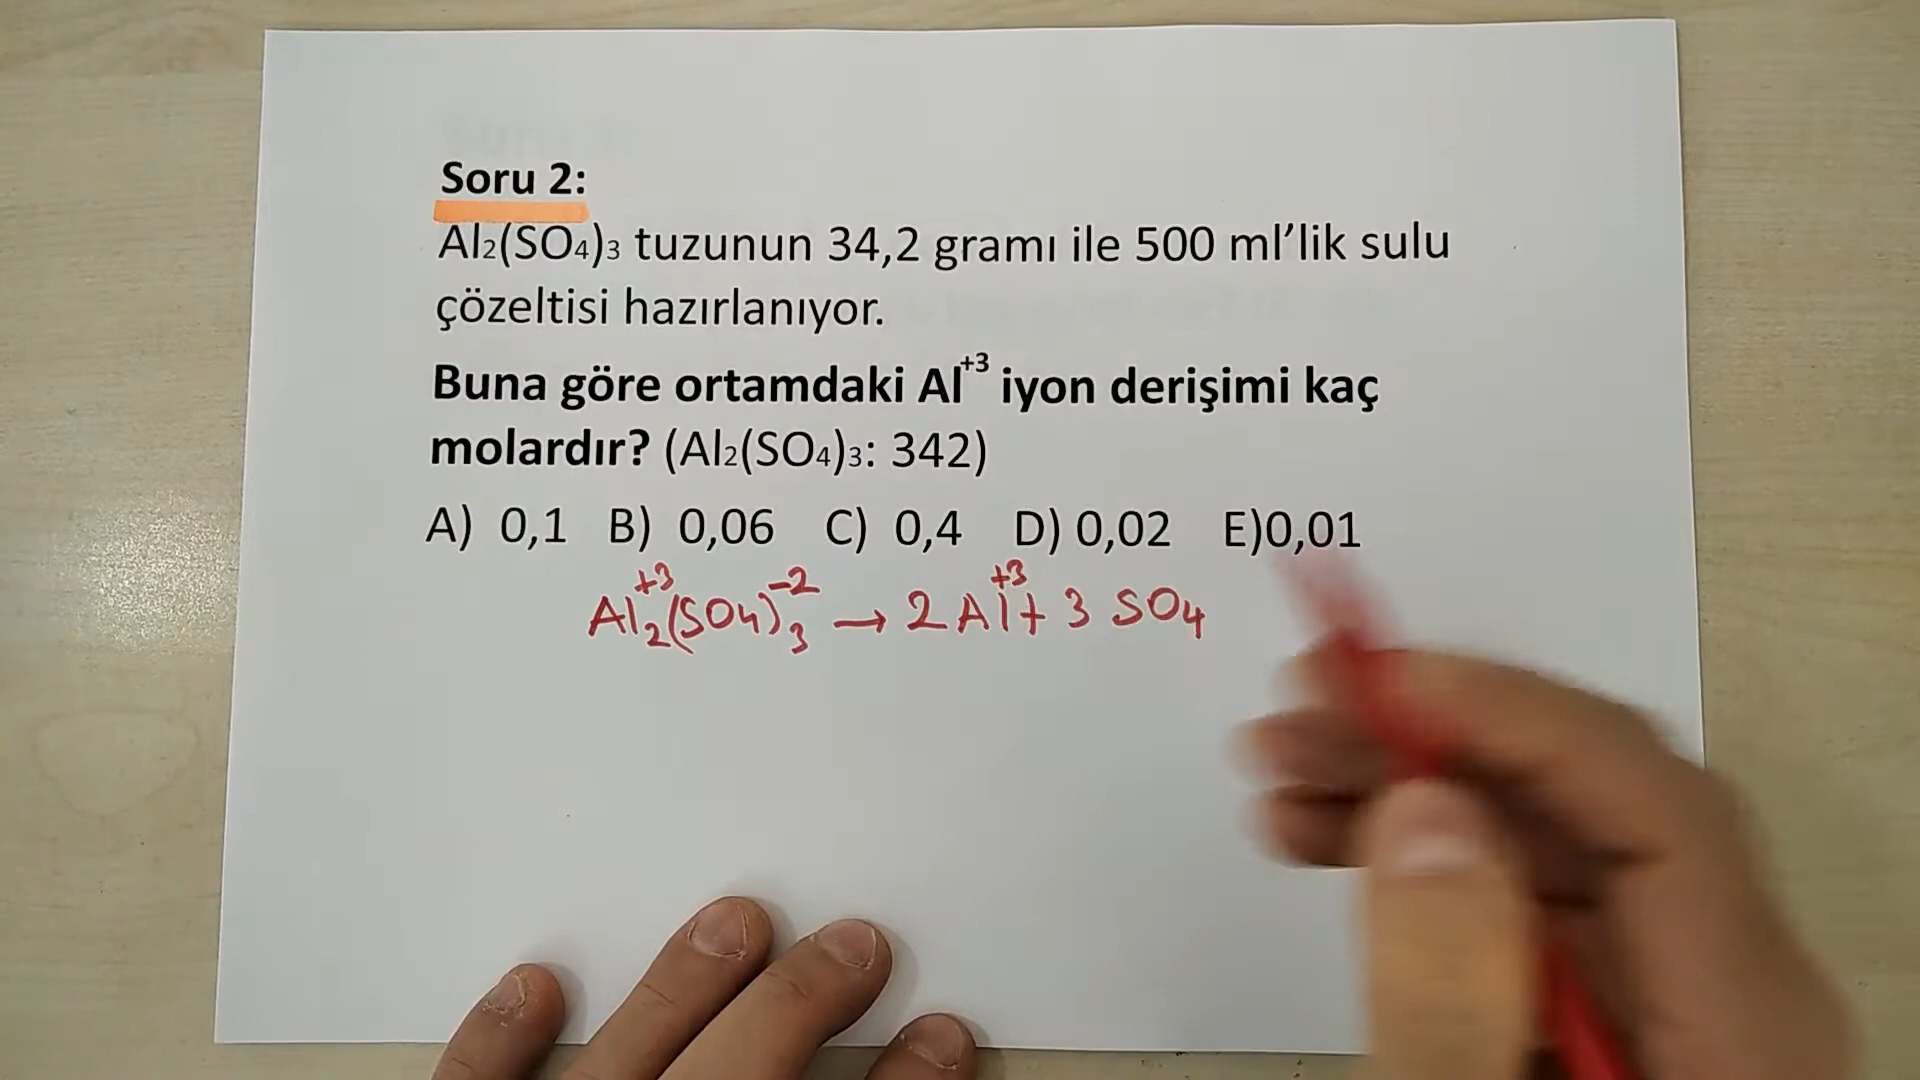 Soru 2:
Al₂(SO₄)₃ tuzunun 34,2 gramı ile 500 ml’lik sulu
çözeltisi hazırlanıyor.
Buna göre ortamdaki Al⁺³ iyon derişimi kaç
molardır? (Al₂(SO₄)₃: 342)
A) 0,1 B) 0,06 C) 0,4 D) 0,02 E)0,01
Al₂⁺³(SO₄)₃⁻² → 2Al⁺³ + 3 SO₄